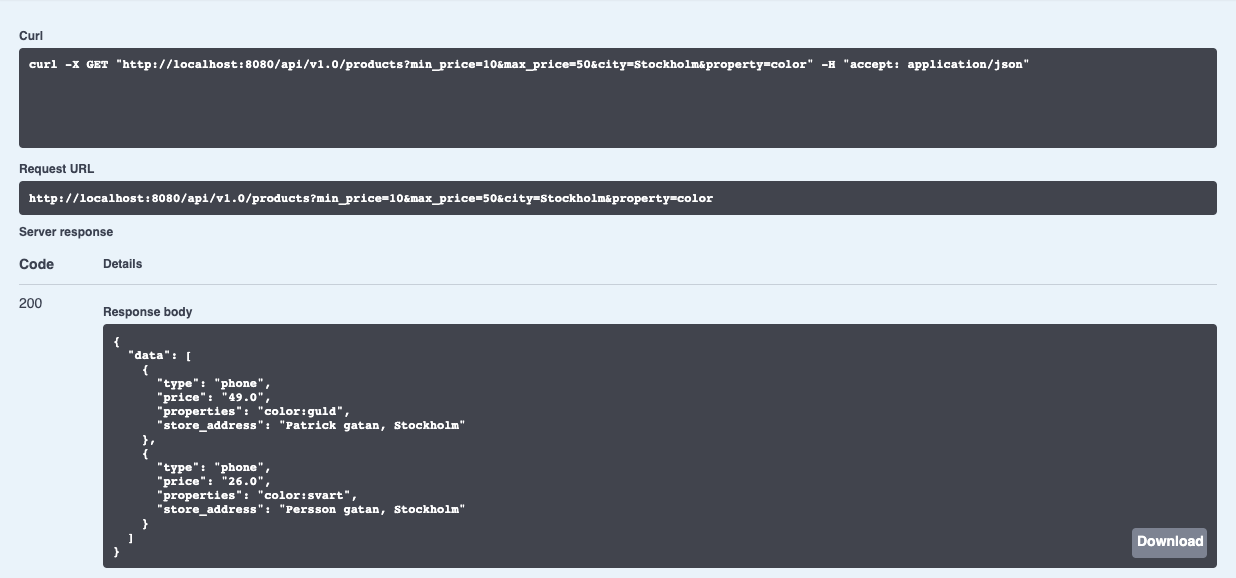 Curl
curl -X GET "http://localhost:8080/api/v1.0/products?min_price=10&max_price=50&city=Stockholm&property=color" -H "accept: application/json"
Request URL
http://localhost:8080/api/v1.0/products?min_price=10&max_price=50&city=Stockholm&property=color
Server response
Code Details
200
Response body
{
  "data": [
    {
      "type": "phone",
      "price": "49.0",
      "properties": "color:guld",
      "store_address": "Patrick gatan, Stockholm"
    },
    {
      "type": "phone",
      "price": "26.0",
      "properties": "color:svart",
      "store_address": "Persson gatan, Stockholm"
    }
  ]
}
Download